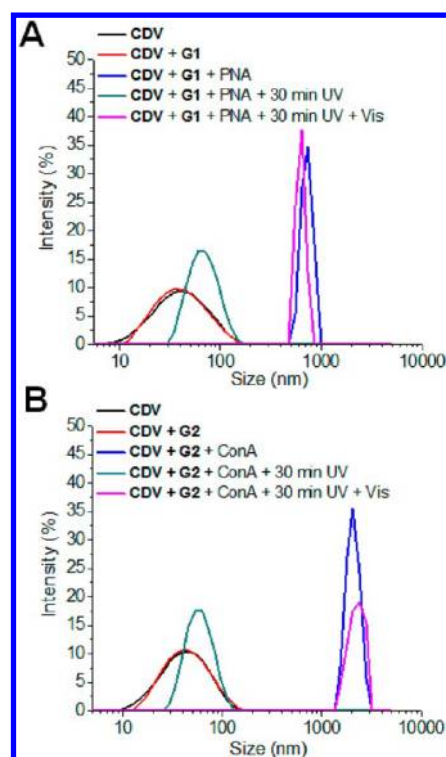 A
CDV
CDV + G1
CDV + G1 + PNA
CDV + G1 + PNA + 30 min UV
CDV + G1 + PNA + 30 min UV + Vis
50
45
40
35
30
25
20
15
10
5
0
Intensity (%)
10 100 1000 10000
Size (nm)
B
CDV
CDV + G2
CDV + G2 + ConA
CDV + G2 + ConA + 30 min UV
CDV + G2 + ConA + 30 min UV + Vis
50
45
40
35
30
25
20
15
10
5
0
Intensity (%)
10 100 1000 10000
Size (nm)